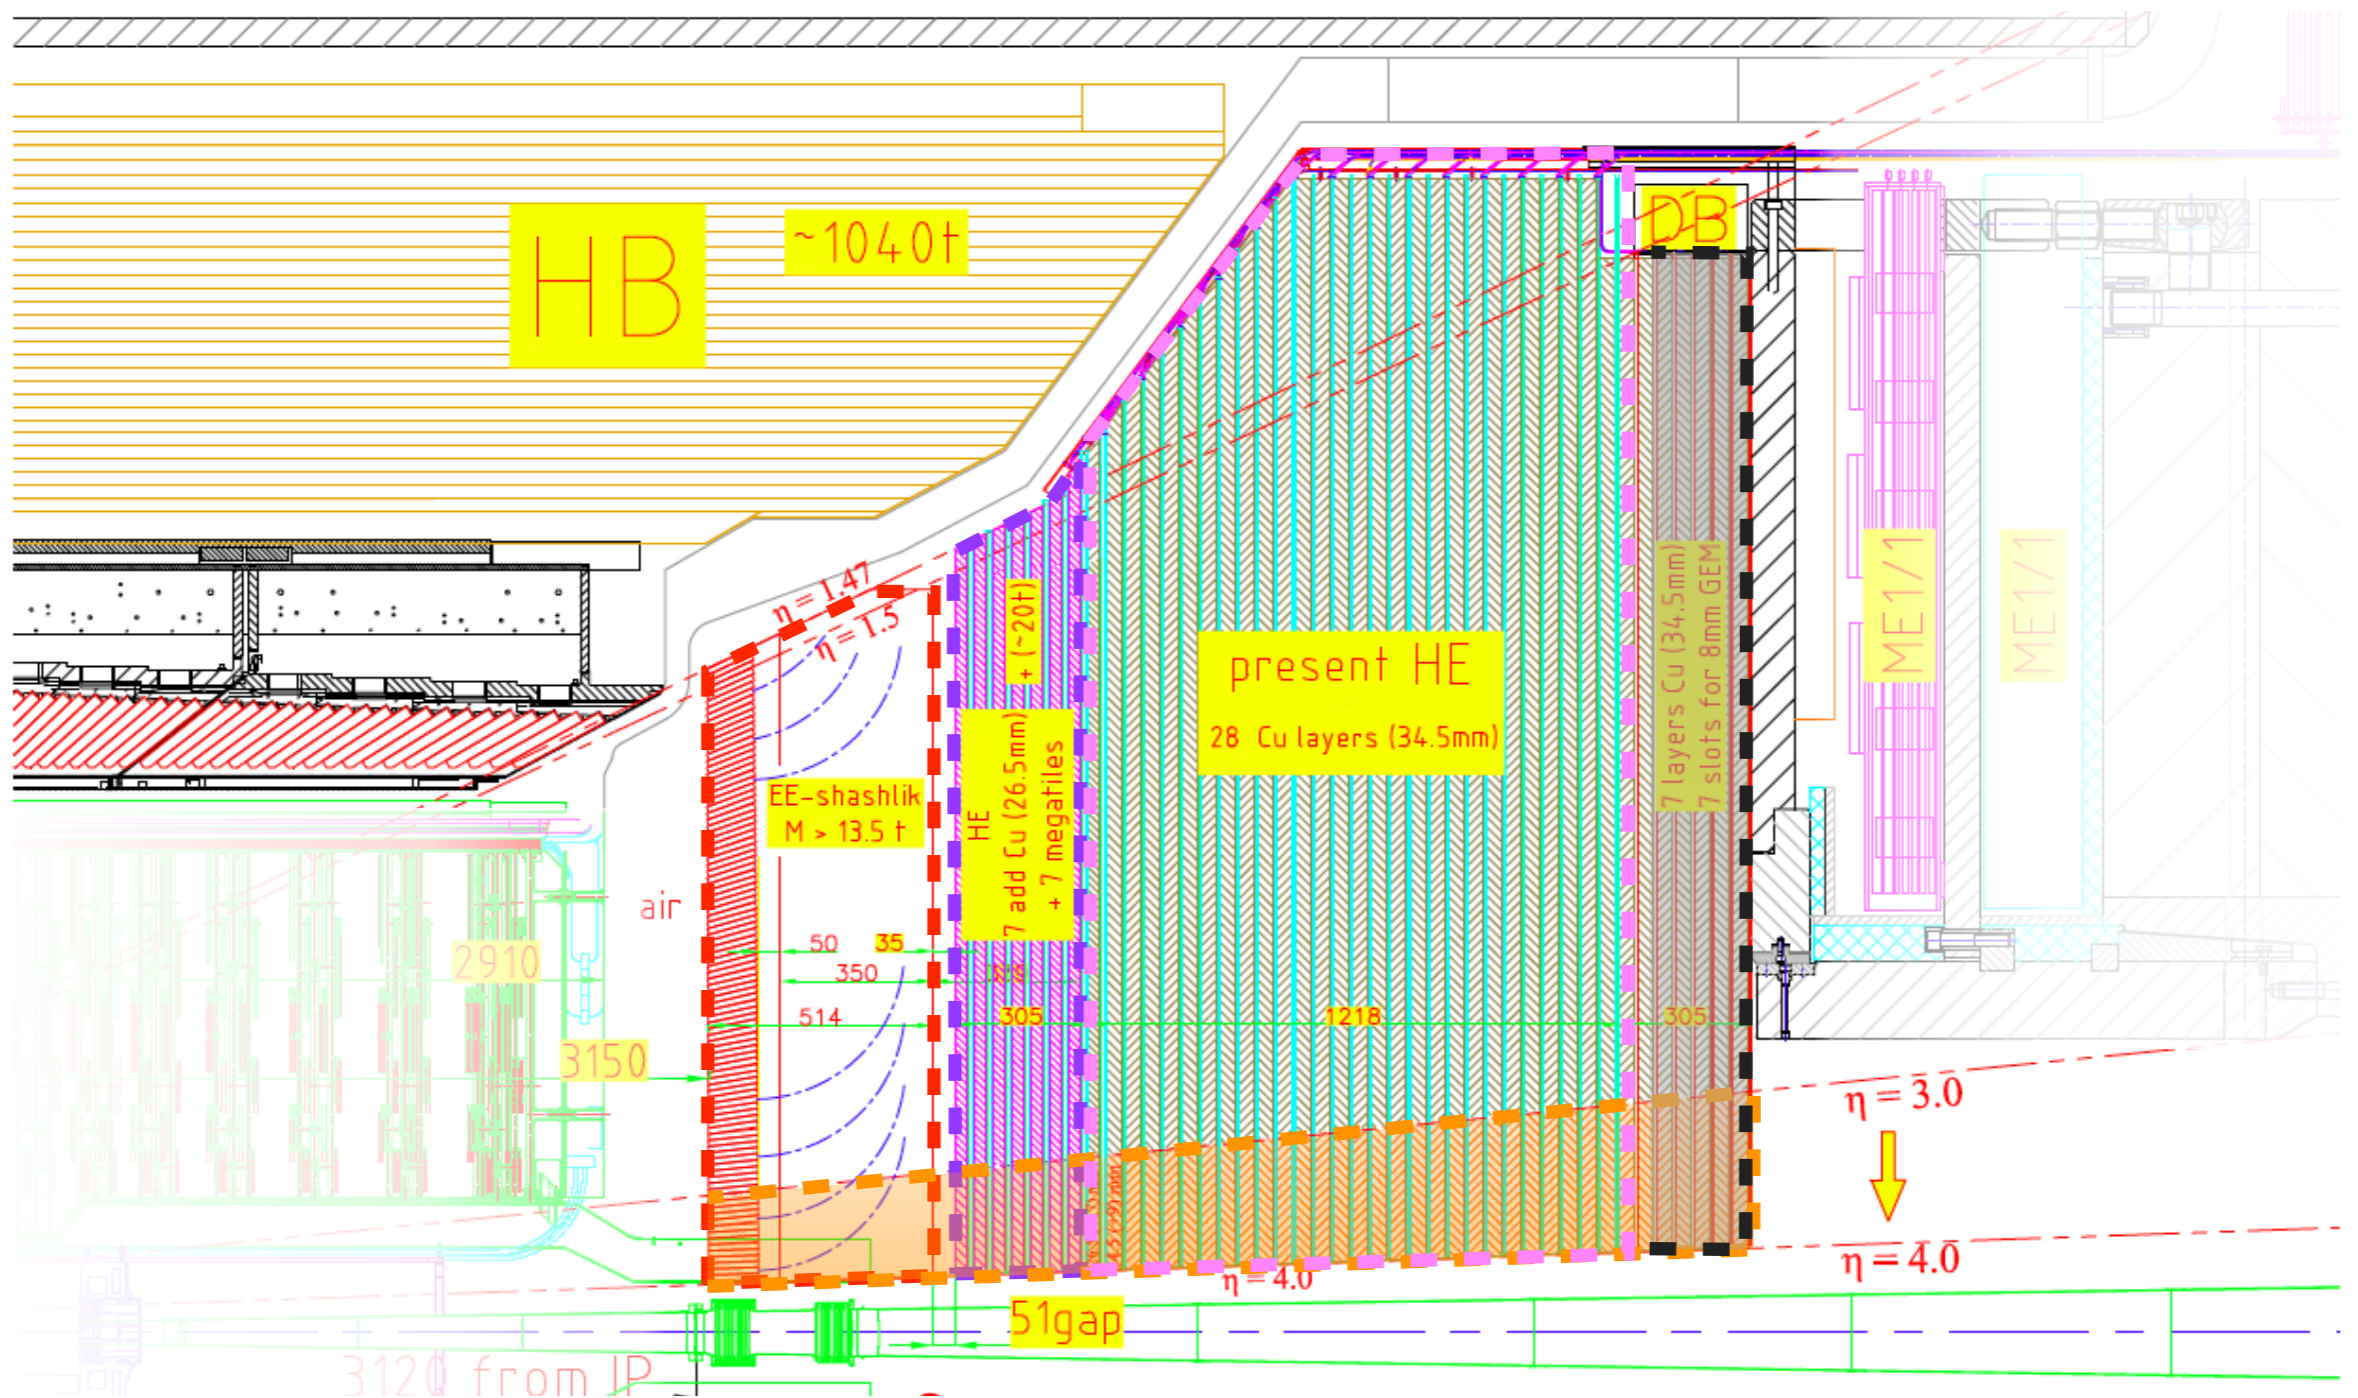 HB
~1040t
DB
η = 1.47
η = 1.5
+ (~20t)
present HE
28 Cu layers (34.5mm)
7 layers Cu (34.5mm)
7 slots for 8mm GEM
ME1/1
ME1/1
HE
7 add Cu (26.5mm)
+ 7 megatiles
EE-shashlik
M > 13.5 t
air
2910
50
35
350
514
305
1218
305
3150
η = 3.0
η = 4.0
η = 4.0
51gap
3120 from IP